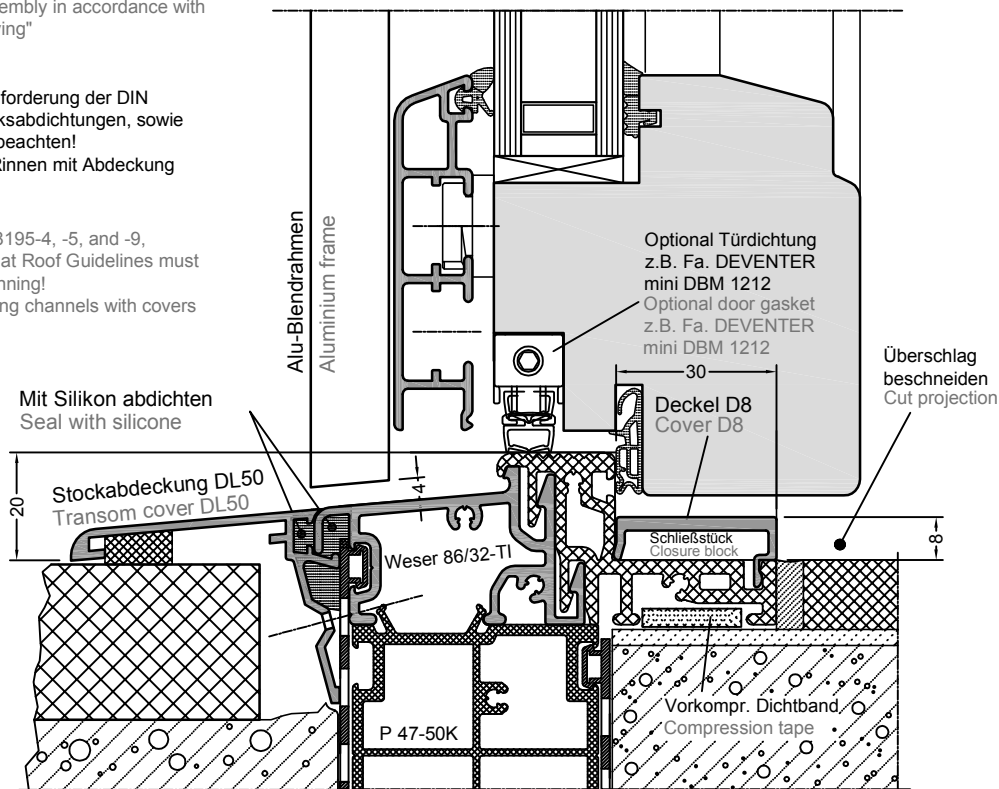 embly in accordance with
ing"
forderung der DIN
ksabdichtungen, sowie
beachten!
Rinnen mit Abdeckung
3195-4, -5, and -9,
at Roof Guidelines must
nning!
ng channels with covers
Alu-Blendrahmen
Aluminium frame
Optional Türdichtung
z.B. Fa. DEVENTER
mini DBM 1212
Optional door gasket
z.B. Fa. DEVENTER
mini DBM 1212
30
Überschlag
beschneiden
Cut projection
Mit Silikon abdichten
Seal with silicone
Deckel D8
Cover D8
20
Stockabdeckung DL50
Transom cover DL50
4
Weser 86/32-TI
Schließstück
Closure block
8
P 47-50K
Vorkompr. Dichtband
Compression tape